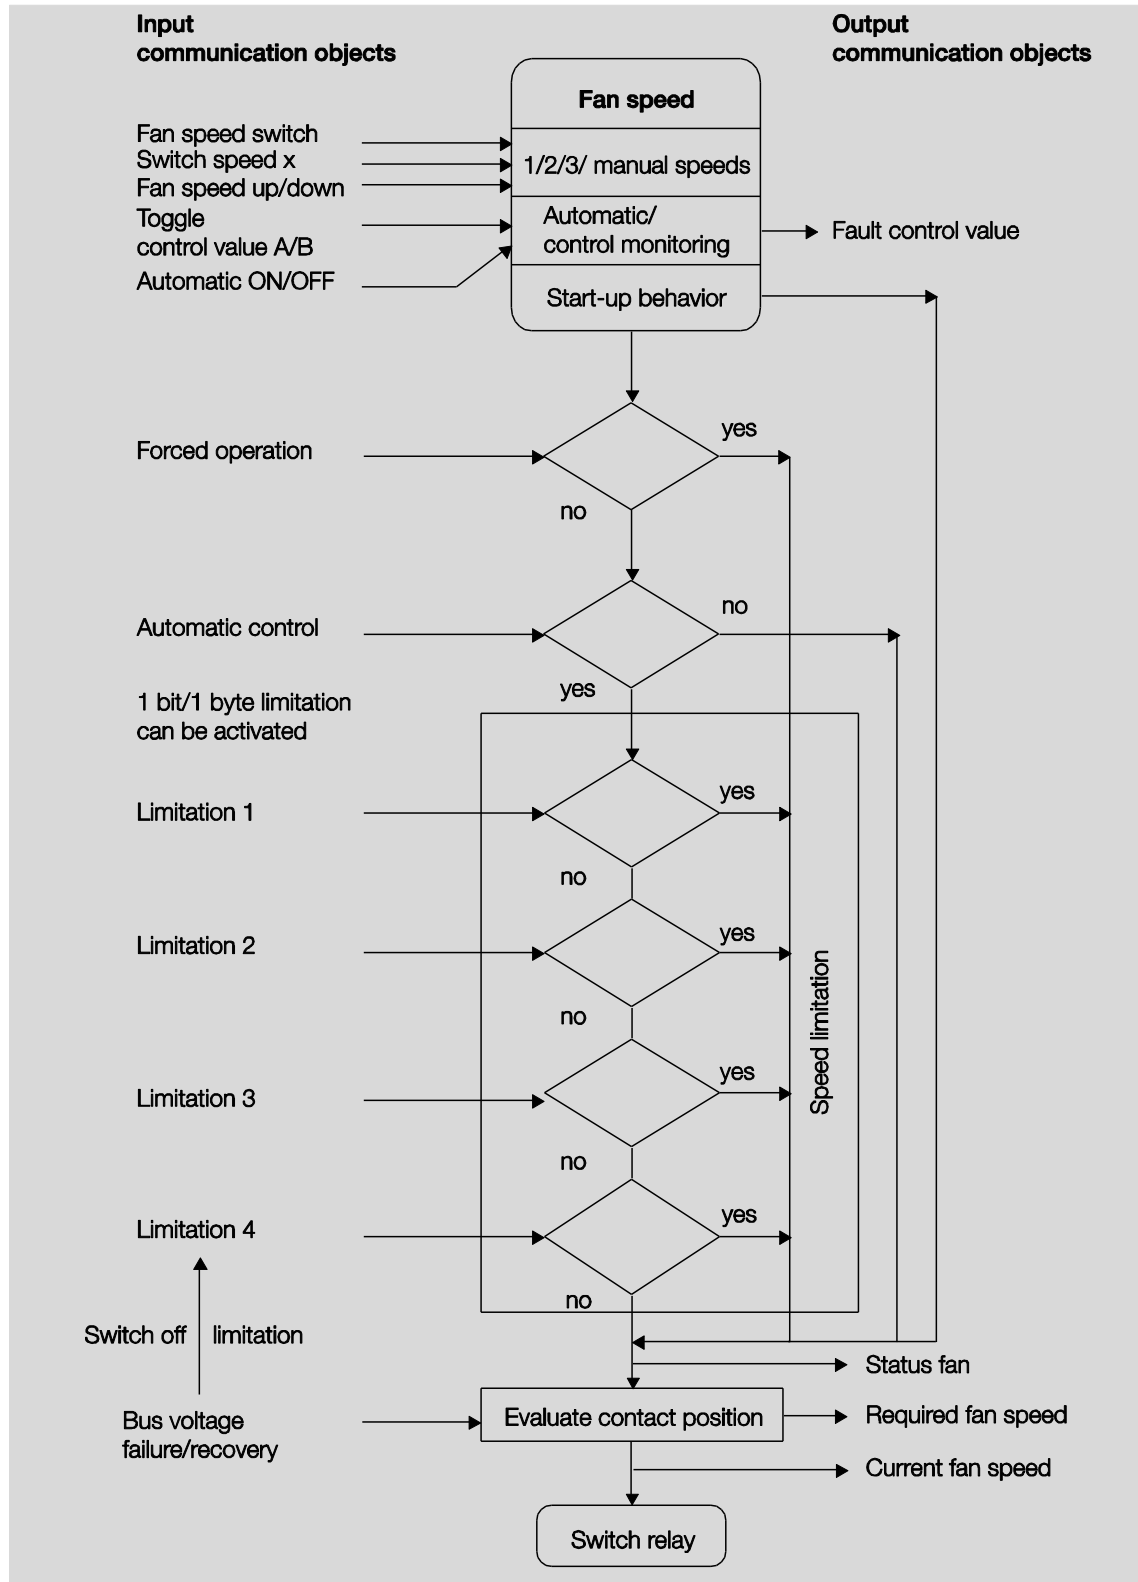 Input
communication objects
Output
communication objects
Fan speed
Fan speed switch
Switch speed x
Fan speed up/down
1/2/3/ manual speeds
Toggle
control value A/B
Automatic/
control monitoring
Fault control value
Automatic ON/OFF
Start-up behavior
yes
Forced operation
no
no
Automatic control
yes
1 bit/1 byte limitation
can be activated
yes
Limitation 1
no
yes
Limitation 2
no
Speed limitation
yes
Limitation 3
no
yes
Limitation 4
no
Switch off limitation
Status fan
Bus voltage
failure/recovery
Evaluate contact position
Required fan speed
Current fan speed
Switch relay